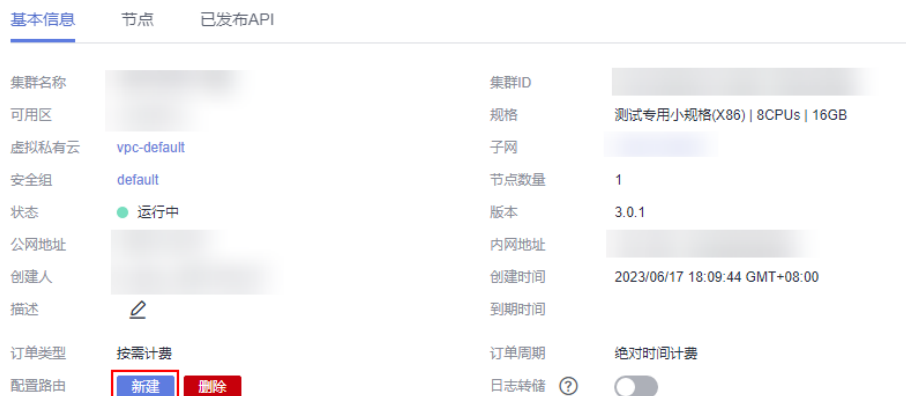 基本信息 节点 已发布API
集群名称 集群ID
可用区 规格 测试专用小规格(X86) | 8CPUs | 16GB
虚拟私有云 vpc-default 子网
安全组 default 节点数量 1
状态 运行中 版本 3.0.1
公网地址 内网地址
创建人 创建时间 2023/06/17 18:09:44 GMT+08:00
描述 到期时间
订单类型 按需计费 订单周期 绝对时间计费
配置路由 新建 删除 日志转储 ?